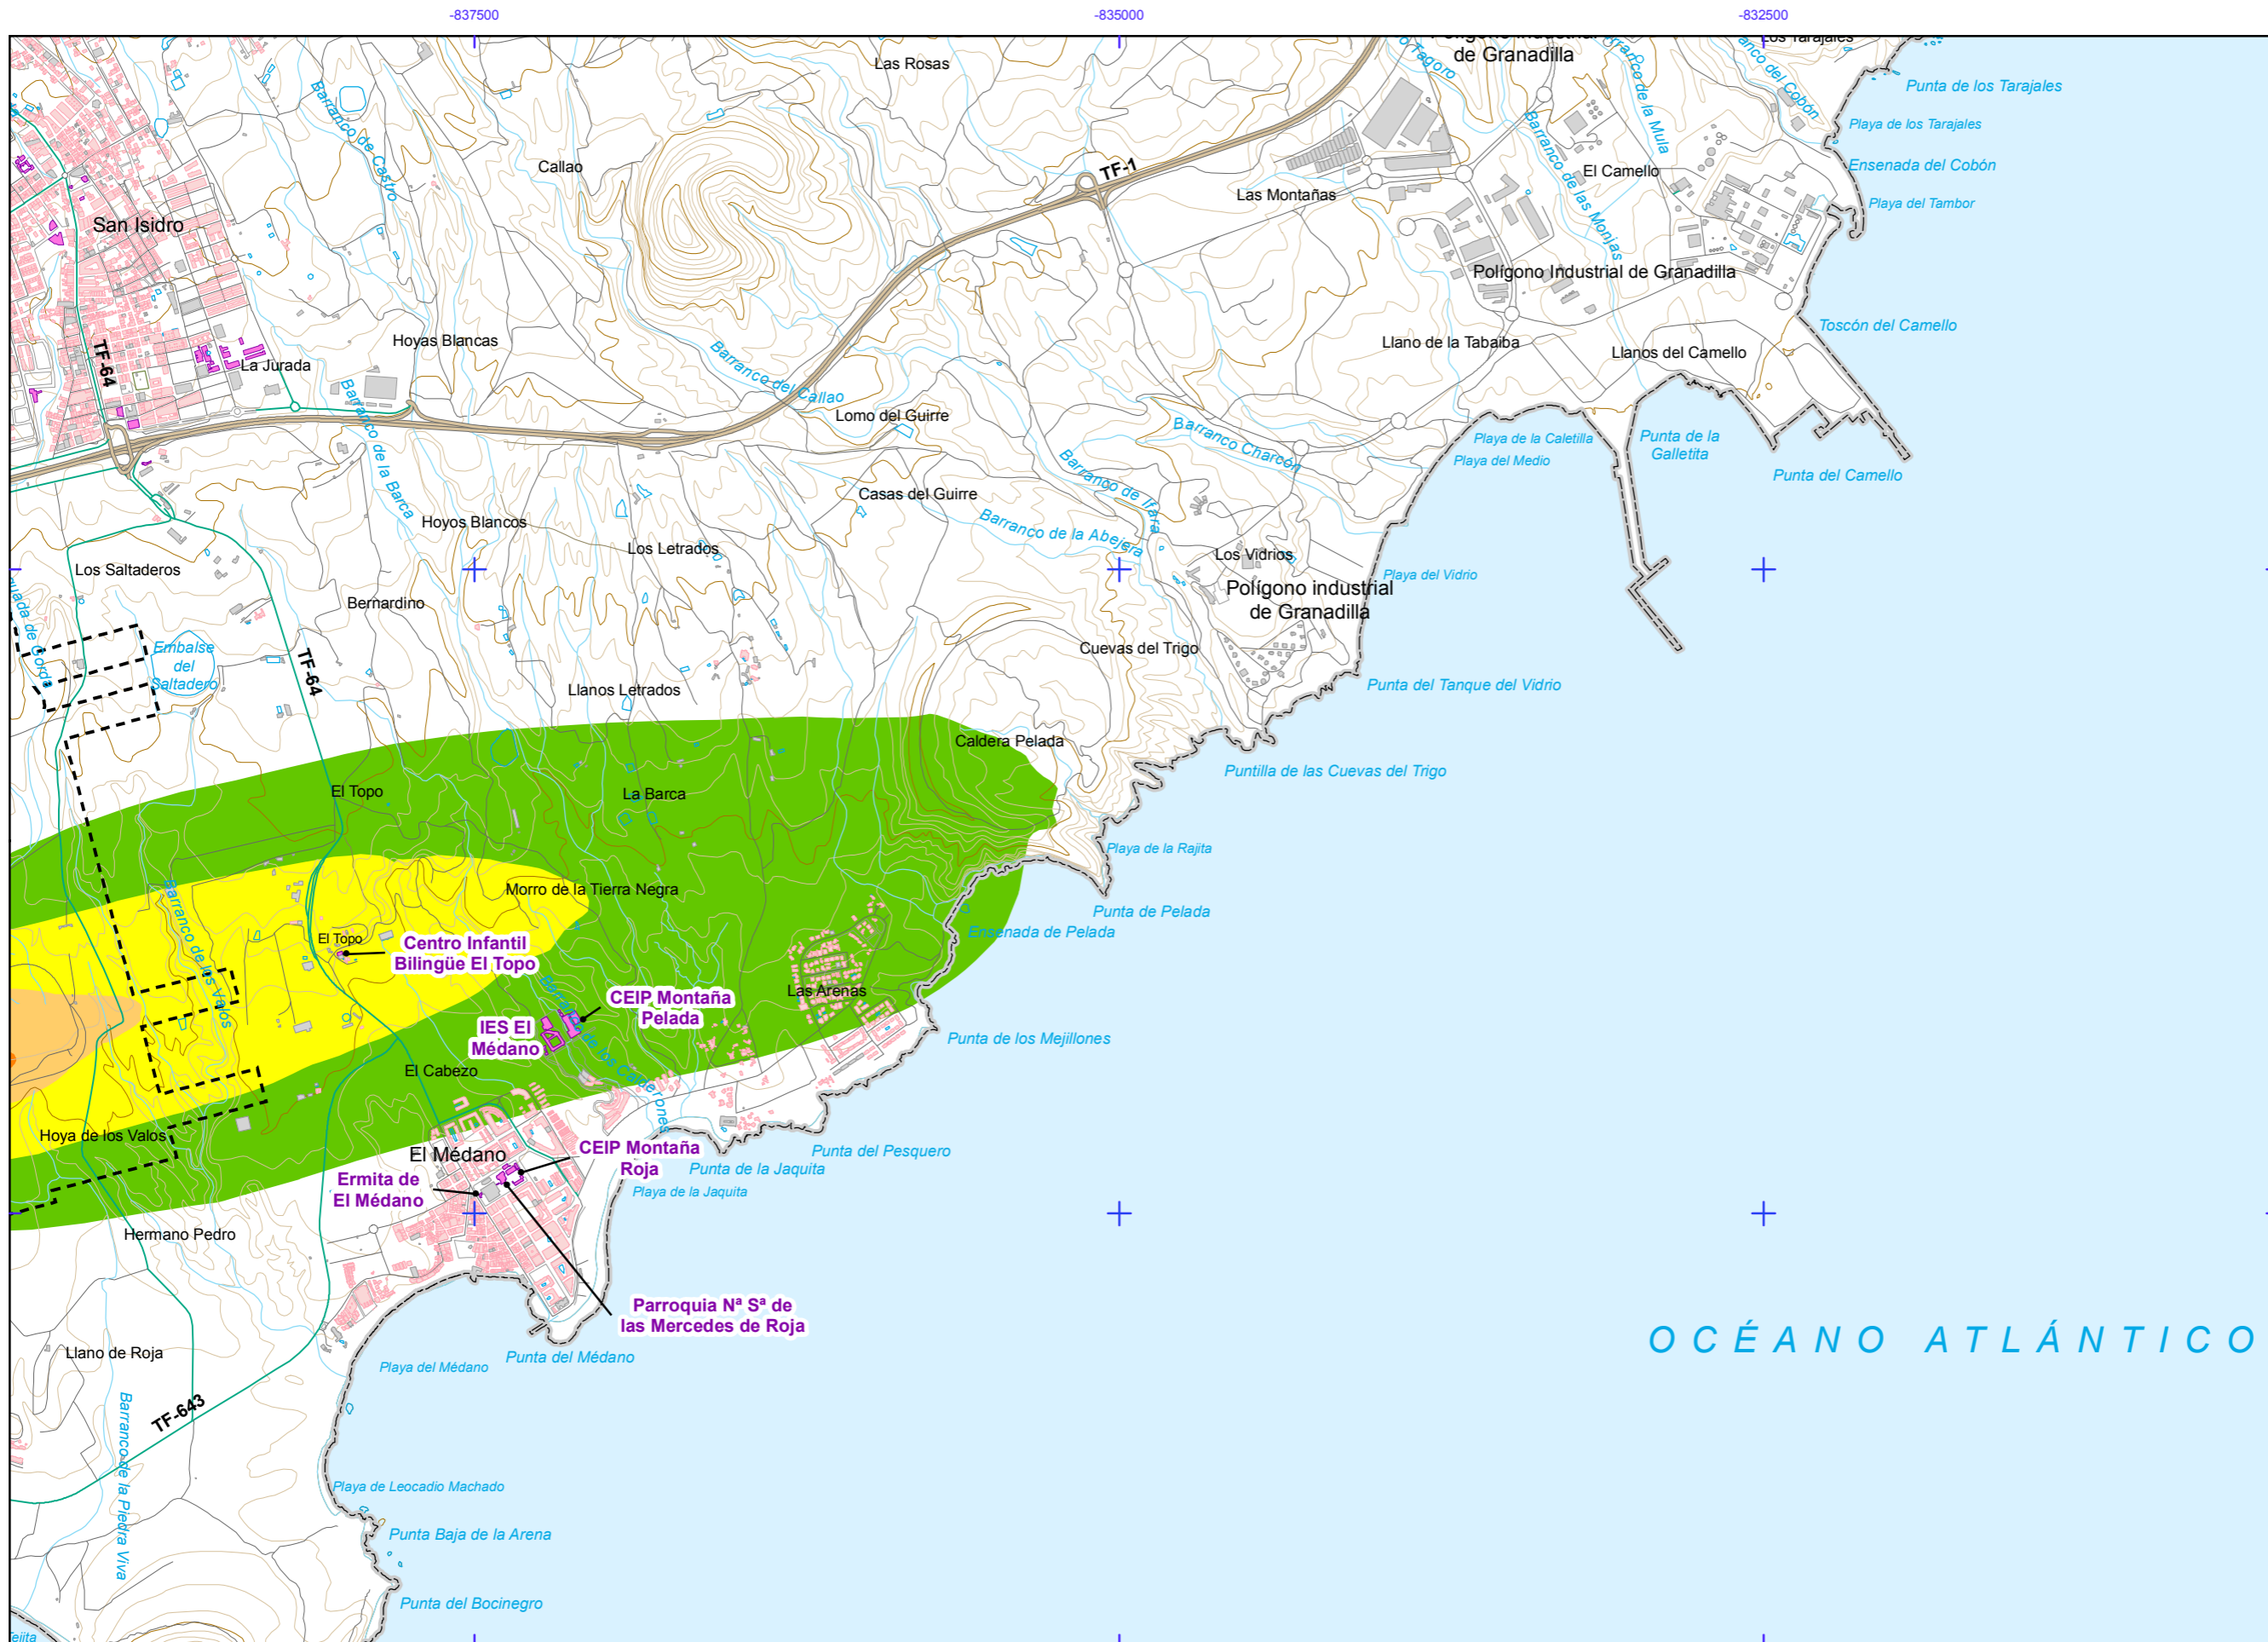 -837500
-835000
-832500
de Granadilla
Los Tarajales
Las Rosas
Punta de los Tarajales
Barranco de Castro
Barranco de la Mula
Playa de los Tarajales
Callao
TF-1
Barranco de las Monjas
El Camello
Ensenada del Cobón
Las Montañas
Playa del Tambor
San Isidro
Polígono Industrial de Granadilla
Toscón del Camello
Hoyas Blancas
Llano de la Tabaiba
Llanos del Camello
TF-64
La Jurada
Barranco del Callao
Lomo del Guirre
Barranco de la Barca
Barranco Charcón
Playa de la Caletilla
Playa del Medio
Punta de la
Galletita
Punta del Camello
Barranco de Ifara
Casas del Guirre
Hoyos Blancos
Barranco de la Abejera
Los Letrados
Los Vidrios
Los Saltaderos
Playa del Vidrio
Polígono industrial
de Granadilla
Bernardino
Embalse
del
Saltadero
TF-64
Cuevas del Trigo
Llanos Letrados
Punta del Tanque del Vidrio
Caldera Pelada
Puntilla de las Cuevas del Trigo
El Topo
La Barca
Playa de la Rajita
Barranco de los Valos
Morro de la Tierra Negra
Punta de Pelada
Ensenada de Pelada
El Topo
Centro Infantil
Bilingüe El Topo
CEIP Montaña
Pelada
Las Arenas
IES El
Médano
Barranco de los Calderones
Punta de los Mejillones
El Cabezo
Hoya de los Valos
El Médano
CEIP Montaña
Roja
Punta del Pesquero
Punta de la Jaquita
Playa de la Jaquita
Ermita de
El Médano
Hermano Pedro
Parroquia Nª Sª de
las Mercedes de Roja
OCÉANO ATLÁNTICO
Llano de Roja
Punta del Médano
Playa del Médano
TF-643
Barranco de la Piedra Viva
Playa de Leocadio Machado
Punta Baja de la Arena
Punta del Bocinegro